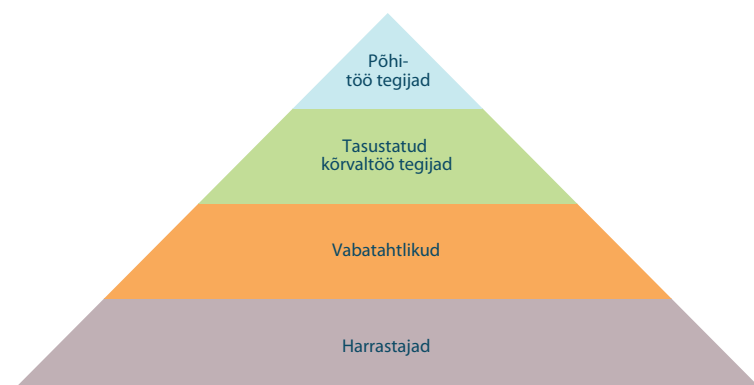 Põhi-
töö tegijad
Tasustatud
kõrvaltöö tegijad
Vabatahtlikud
Harrastajad